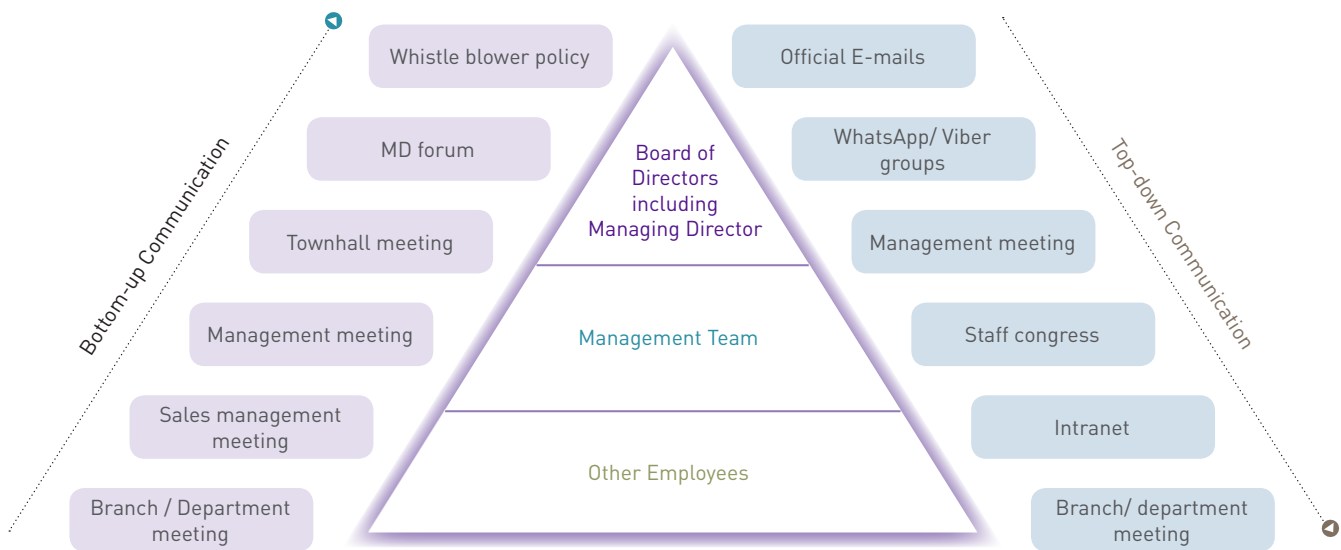 Bottom-up Communication
Whistle blower policy
MD forum
Townhall meeting
Management meeting
Sales management
meeting
Branch / Department
meeting
Board of
Directors
including
Managing Director
Management Team
Other Employees
Official E-mails
WhatsApp/ Viber
groups
Management meeting
Staff congress
Intranet
Branch/ department
meeting
Top-down Communication